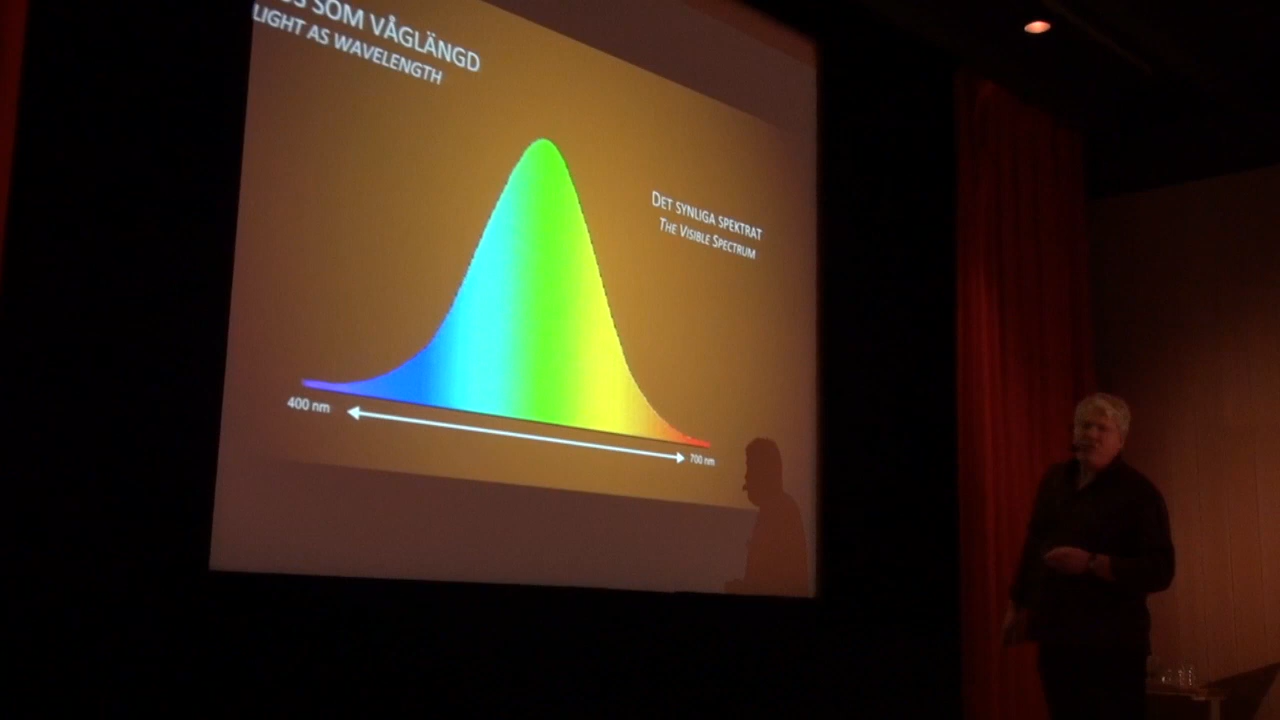 SOM VÅGLÄNGD
LIGHT AS WAVELENGTH
DET SYNLIGA SPEKTRAT
THE VISIBLE SPECTRUM
400 nm
700 nm